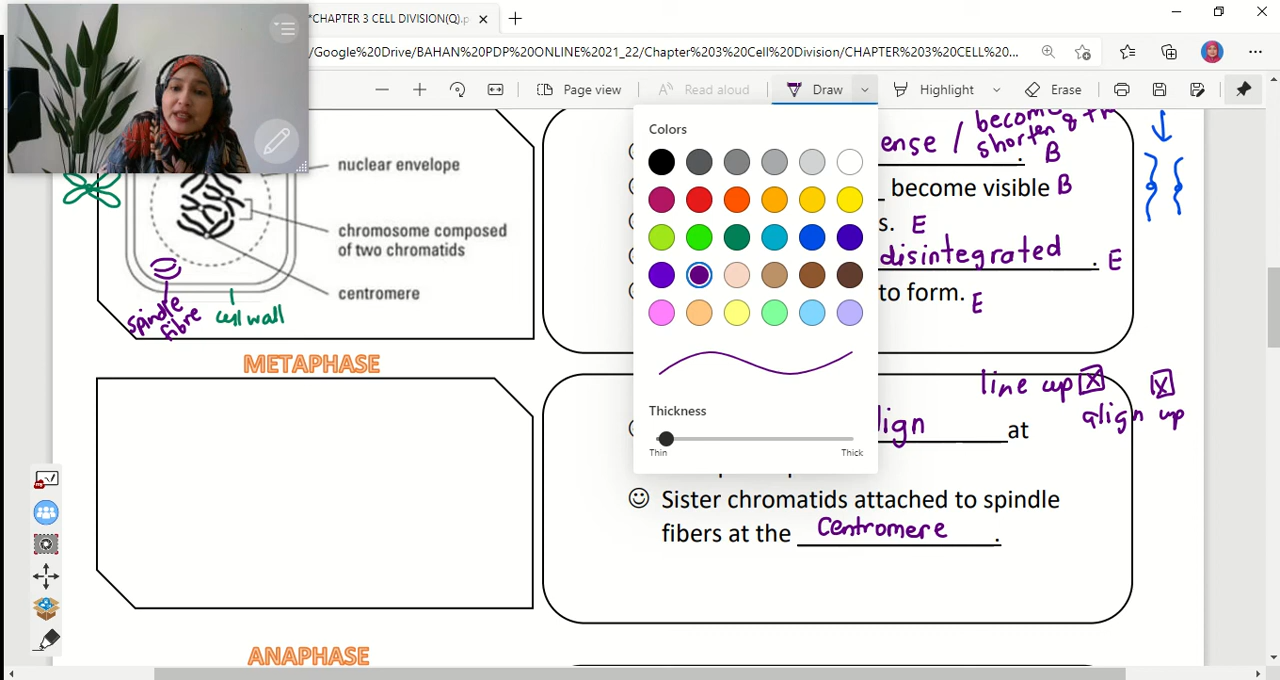 *CHAPTER 3 CELL DIVISION(Q).p
/Google%20Drive/BAHAN%20PDP%20ONLINE%2021_22/Chapter%203%20Cell%20Division/CHAPTER%203%20CELL%20...
Page view
Read aloud
Draw
Highlight
Erase
Colors
Thickness
Thin
Thick
nuclear envelope
chromosome composed
of two chromatids
centromere
spindle
fibre
cell wall
ense / become
shorten & th
. B
become visible B
s. E
disintegrated . E
to form. E
METAPHASE
line up X X
align up
lign at
Sister chromatids attached to spindle
fibers at the Centromere .
ANAPHASE